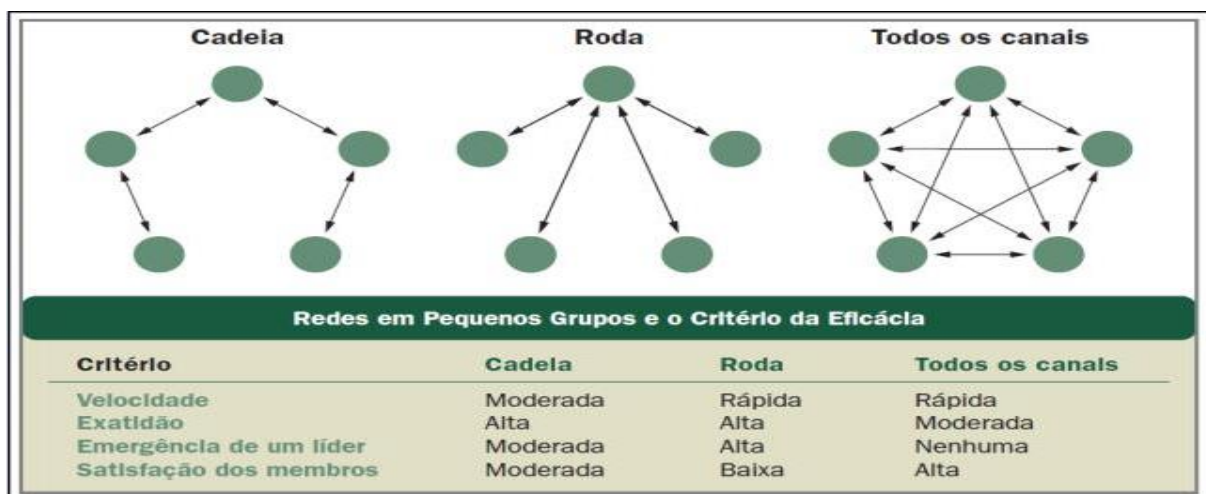 Cadeia Roda Todos os canais
Redes em Pequenos Grupos e o Critério da Eficácia
Critério Cadeia Roda Todos os canais
Velocidade Moderada Rápida Rápida
Exatidão Alta Alta Moderada
Emergência de um líder Moderada Alta Nenhuma
Satisfação dos membros Moderada Baixa Alta